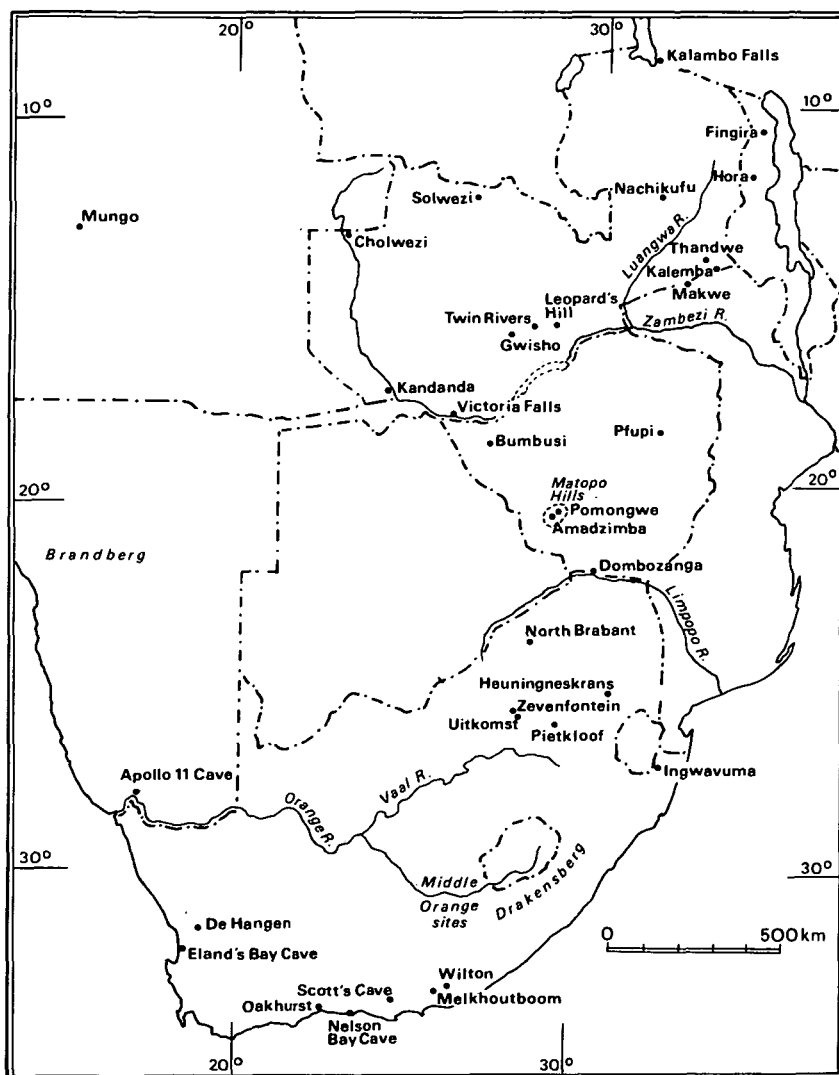 20°
30°
Kalambo Falls
10°
10°
Fingira
Hora
Nachikufu
Solwezi
Mungo
Cholwezi
Luangwa R.
Thandwe
Kalemba
Makwe
Leopard's
Hill
Zambezi R.
Twin Rivers
Gwisho
Kandanda
Victoria Falls
Bumbusi
Pfupi
20°
20°
Matopo
Hills
Pomongwe
Amadzimba
Brandberg
Dombozanga
Limpopo R.
North Brabant
Heuningneskrans
Zevenfontein
Uitkomst
Pietkloof
Ingwavuma
Apollo 11 Cave
Vaal R.
Orange R.
30°
30°
Middle
Orange
sites
Drakensberg
De Hangen
Eland's Bay Cave
0
500km
Wilton
Scott's Cave
Melkhoutboom
Oakhurst
Nelson
Bay Cave
20°
30°